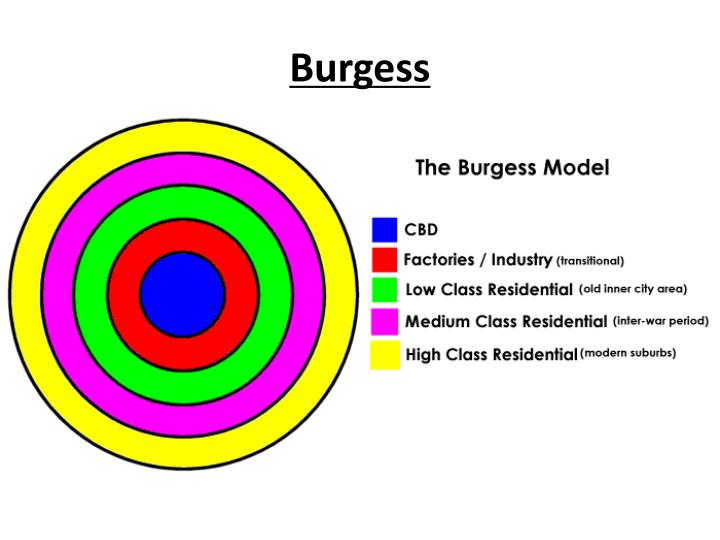 Burgess
The Burgess Model
CBD
Factories / Industry (transitional)
Low Class Residential (old inner city area)
Medium Class Residential (inter-war period)
High Class Residential (modern suburbs)